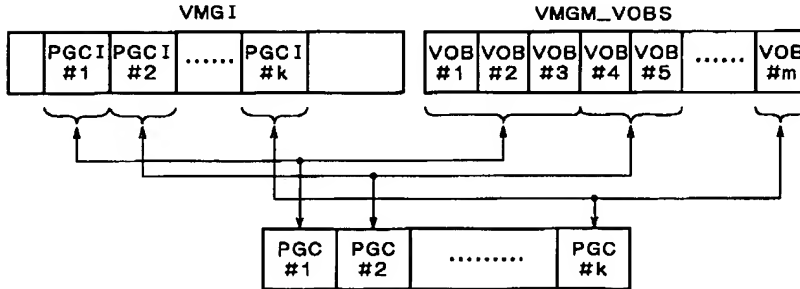 VMGI
VMGM_VOBS
PGCI PGCI ...... PGCI
#1 #2 #k
VOB VOB VOB VOB VOB ...... VOB
#1 #2 #3 #4 #5 #m
PGC PGC ......... PGC
#1 #2 #k